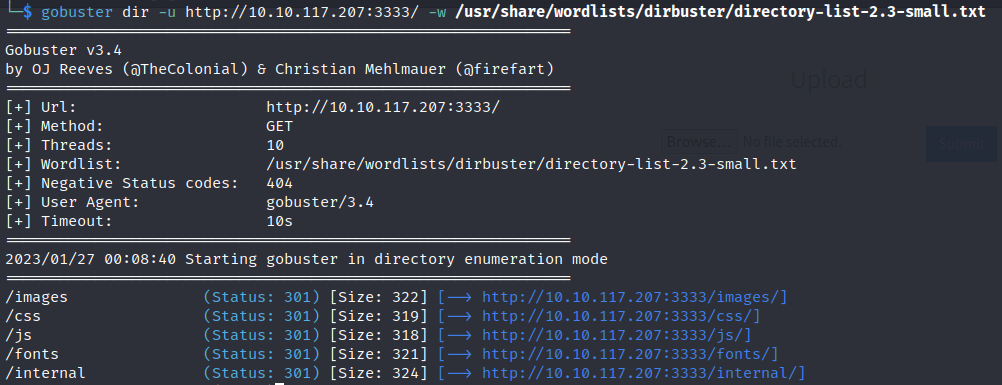 └─$ gobuster dir -u http://10.10.117.207:3333/ -w /usr/share/wordlists/dirbuster/directory-list-2.3-small.txt
===============================================================
Gobuster v3.4
by OJ Reeves (@TheColonial) & Christian Mehlmauer (@firefart)
===============================================================
[+] Url:                     http://10.10.117.207:3333/
[+] Method:                  GET
[+] Threads:                 10
[+] Wordlist:                /usr/share/wordlists/dirbuster/directory-list-2.3-small.txt
[+] Negative Status codes:   404
[+] User Agent:              gobuster/3.4
[+] Timeout:                 10s
===============================================================
2023/01/27 00:08:40 Starting gobuster in directory enumeration mode
===============================================================
/images               (Status: 301) [Size: 322] [--> http://10.10.117.207:3333/images/]
/css                  (Status: 301) [Size: 319] [--> http://10.10.117.207:3333/css/]
/js                   (Status: 301) [Size: 318] [--> http://10.10.117.207:3333/js/]
/fonts                (Status: 301) [Size: 321] [--> http://10.10.117.207:3333/fonts/]
/internal             (Status: 301) [Size: 324] [--> http://10.10.117.207:3333/internal/]
Upload
Browse... No file selected.
Submit